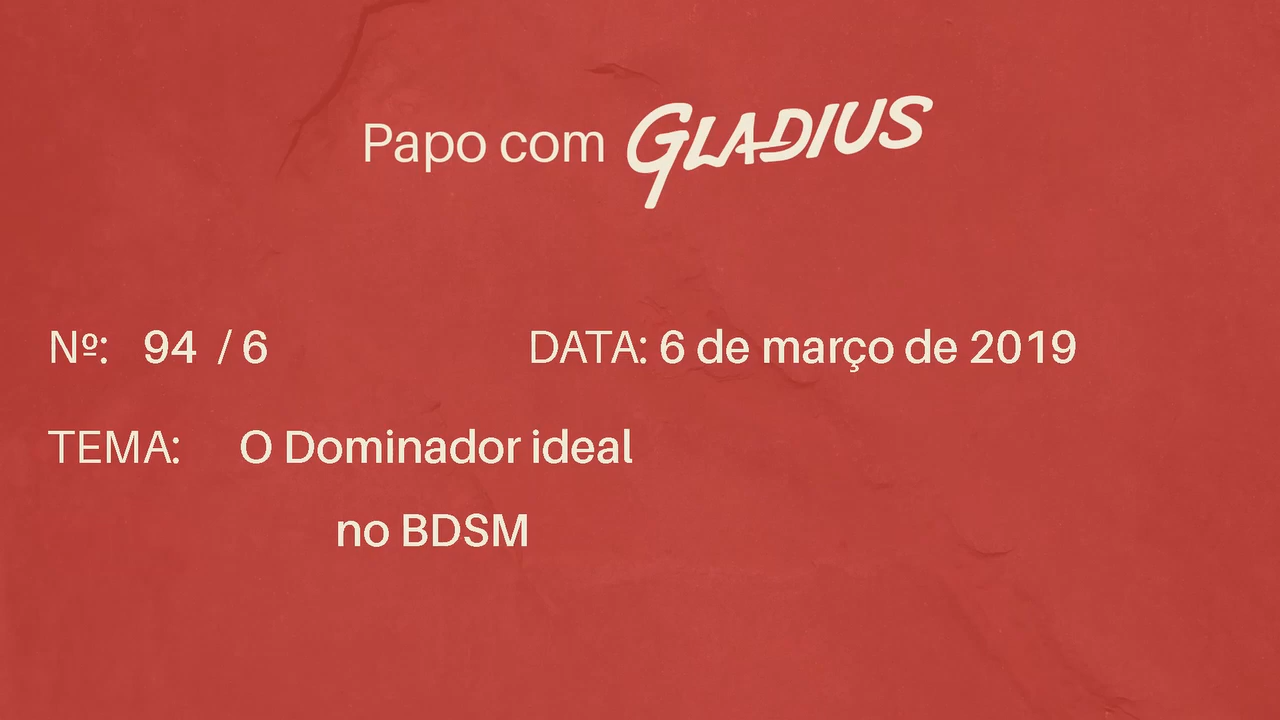 Papo com GLADIUS
Nº: 94 / 6 DATA: 6 de março de 2019
TEMA: O Dominador ideal
no BDSM